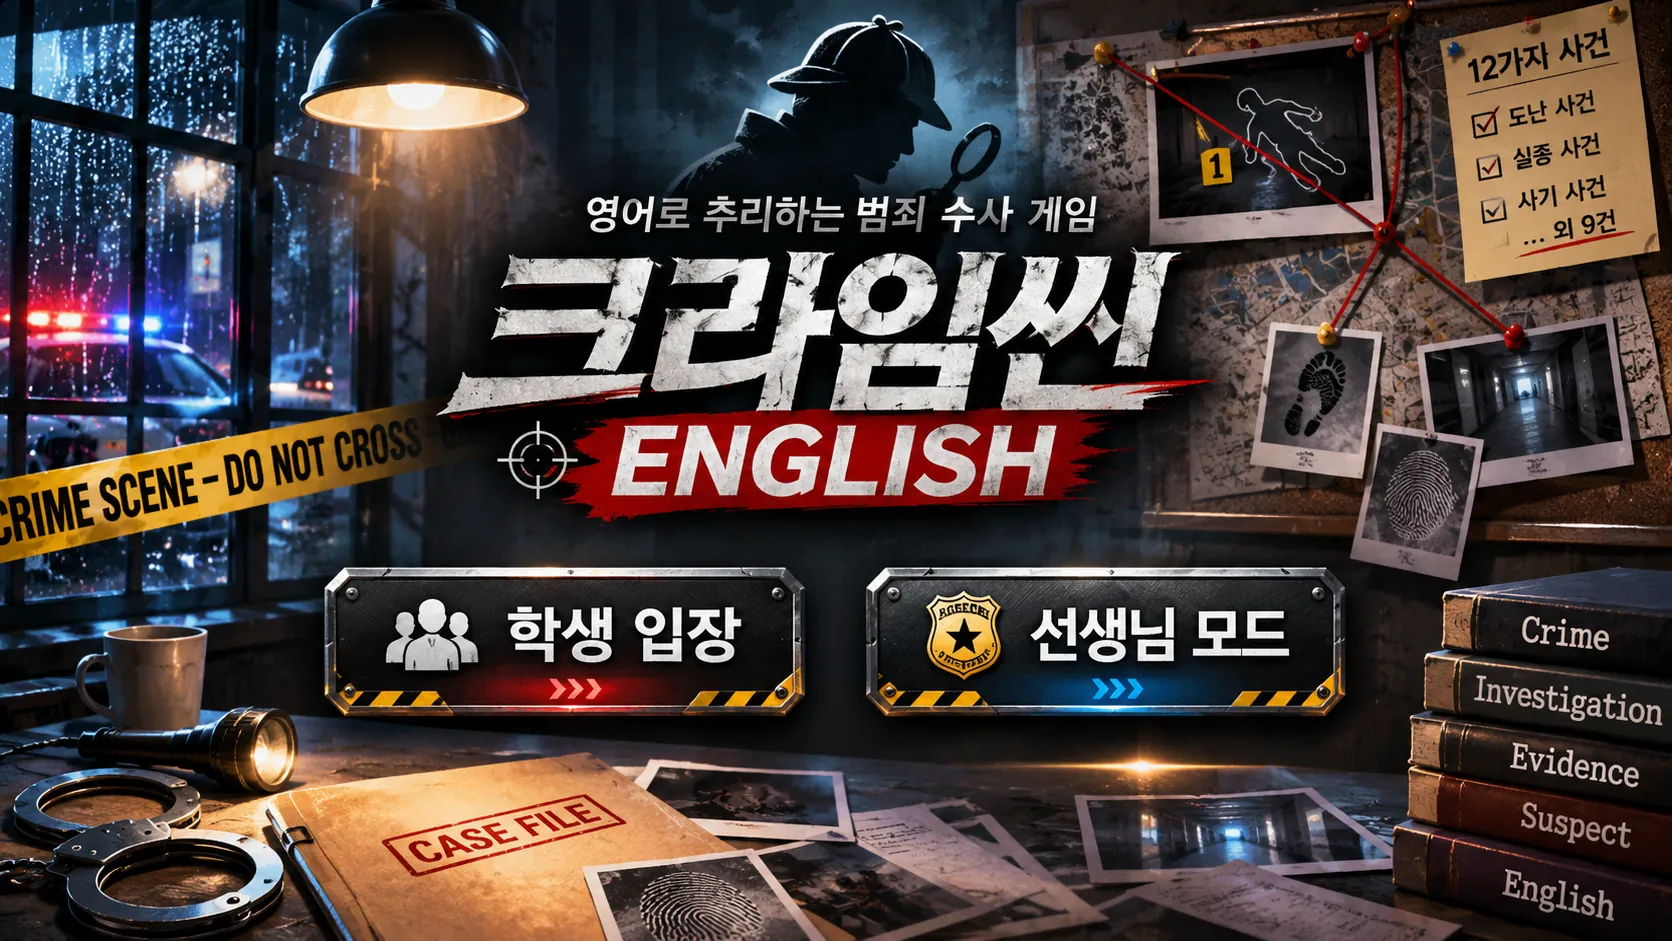 12가자 사건
도난 사건
실종 사건
사기 사건
... 외 9건
1
영어로 추리하는 범죄 수사 게임
크라임씬
ENGLISH
CRIME SCENE – DO NOT CROSS
학생 입장
선생님 모드
CASE FILE
Crime
Investigation
Evidence
Suspect
English